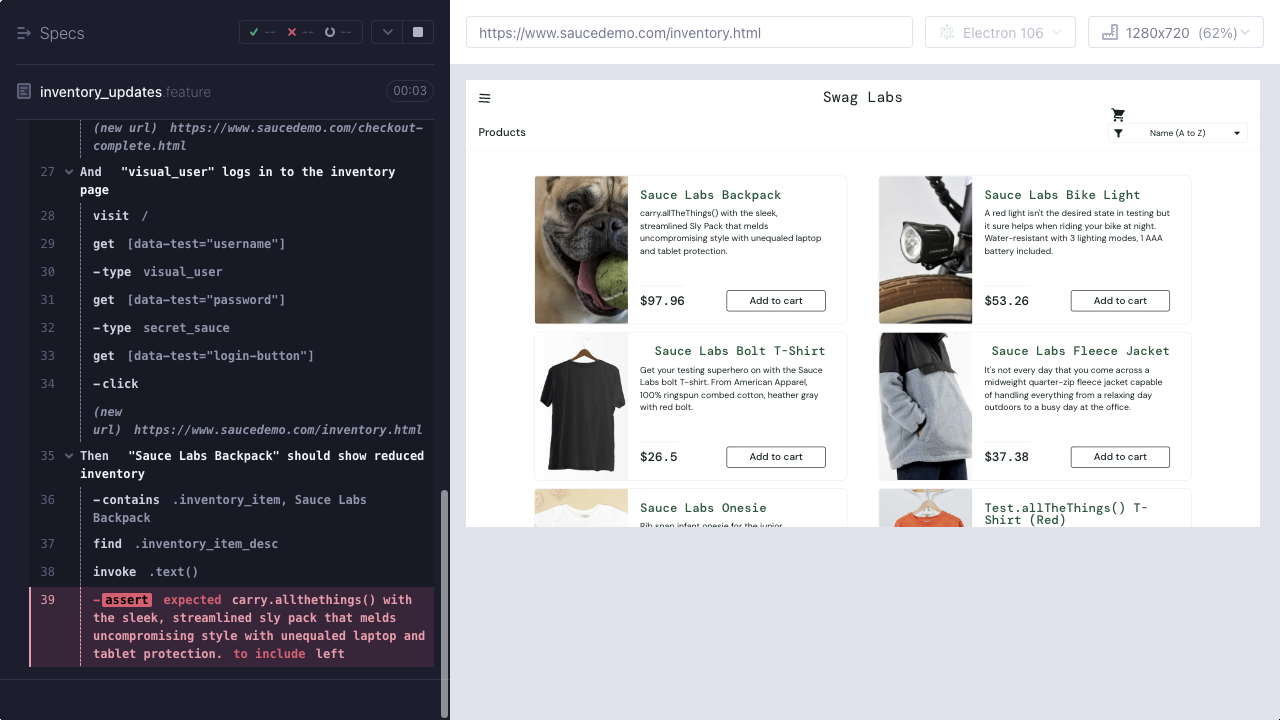 Specs
-- -- --
inventory_updates.feature
00:03
(new url) https://www.saucedemo.com/checkout-
complete.html
27 And "visual_user" logs in to the inventory
page
28 visit /
29 get [data-test="username"]
30 -type visual_user
31 get [data-test="password"]
32 -type secret_sauce
33 get [data-test="login-button"]
34 -click
(new
url) https://www.saucedemo.com/inventory.html
35 Then "Sauce Labs Backpack" should show reduced
inventory
36 -contains .inventory_item, Sauce Labs
Backpack
37 find .inventory_item_desc
38 invoke .text()
39 -assert expected carry.allthethings() with
the sleek, streamlined sly pack that melds
uncompromising style with unequaled laptop and
tablet protection. to include left
https://www.saucedemo.com/inventory.html
Electron 106
1280x720 (62%)
Swag Labs
Products
Name (A to Z)
Sauce Labs Backpack
carry.allTheThings() with the sleek,
streamlined Sly Pack that melds
uncompromising style with unequaled laptop
and tablet protection.
$97.96
Add to cart
Sauce Labs Bike Light
A red light isn't the desired state in testing but
it sure helps when riding your bike at night.
Water-resistant with 3 lighting modes, 1 AAA
battery included.
$53.26
Add to cart
Sauce Labs Bolt T-Shirt
Get your testing superhero on with the Sauce
Labs bolt T-shirt. From American Apparel,
100% ringspun combed cotton, heather gray
with red bolt.
$26.5
Add to cart
Sauce Labs Fleece Jacket
It's not every day that you come across a
midweight quarter-zip fleece jacket capable
of handling everything from a relaxing day
outdoors to a busy day at the office.
$37.38
Add to cart
Sauce Labs Onesie
Rib snap infant onesie for the junior
Test.allTheThings() T-
Shirt (Red)